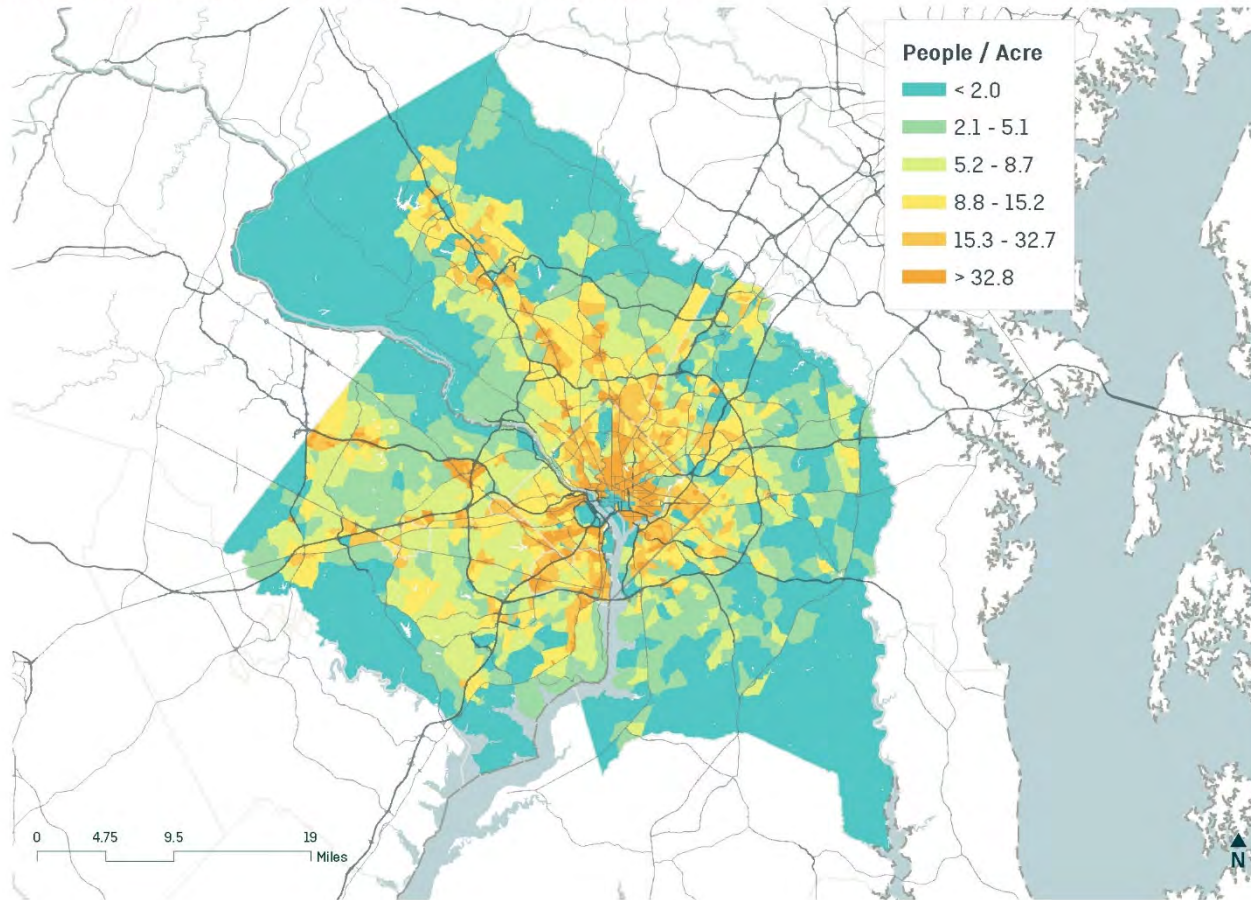 People / Acre
< 2.0
2.1 - 5.1
5.2 - 8.7
8.8 - 15.2
15.3 - 32.7
> 32.8
0 4.75 9.5 19
Miles
N